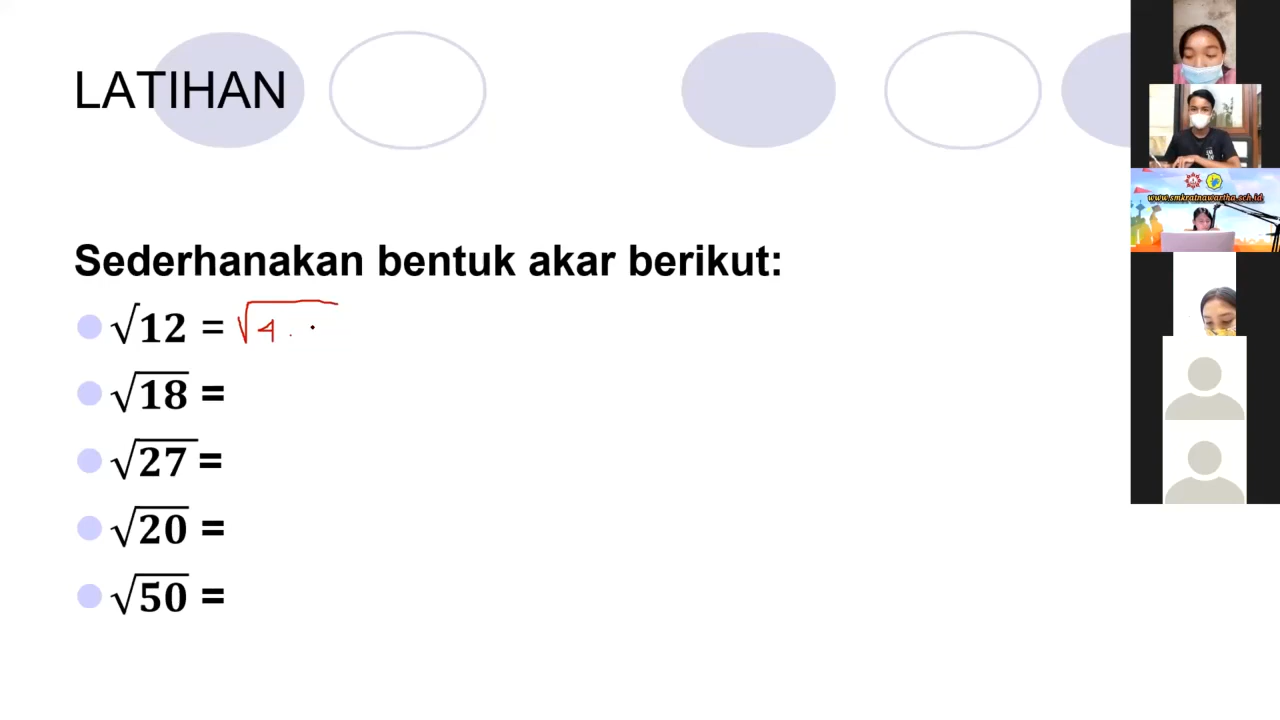 LATIHAN
Sederhanakan bentuk akar berikut:
√12 = √4 .
√18 =
√27 =
√20 =
√50 =
www.smkratnawartha.sch.id